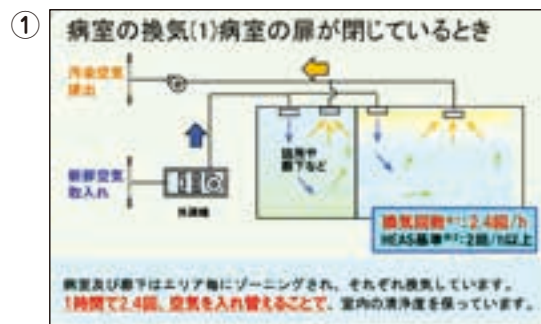 ①
病室の換気(1)病室の扉が閉じているとき
汚染空気
排出
新鮮空気
取入れ
廊下など
換気回数※1:2.4回/h
HEAS基準※2:2回/h以上
病室及び廊下はエリア毎にゾーニングされ、それぞれ換気しています。
1時間で2.4回、空気を入れ替えることで、室内の清浄度を保っています。